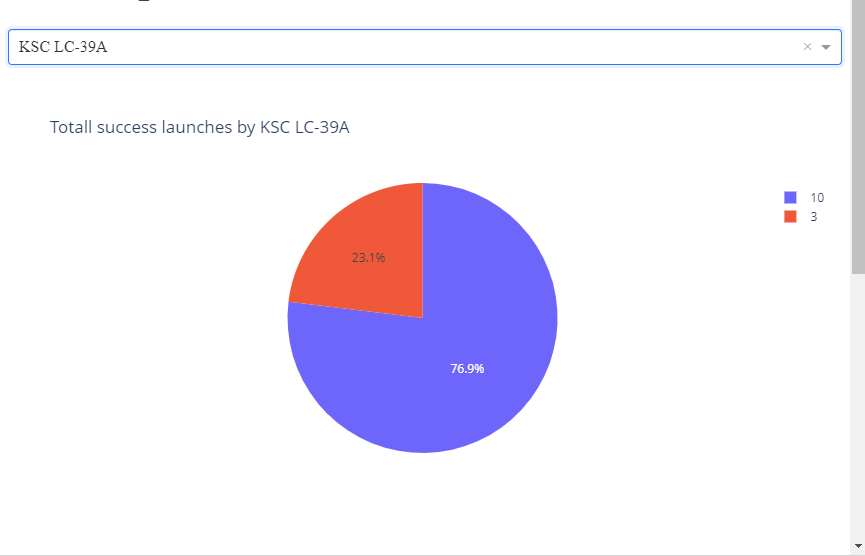 KSC LC-39A
Totall success launches by KSC LC-39A
10
3
23.1%
76.9%